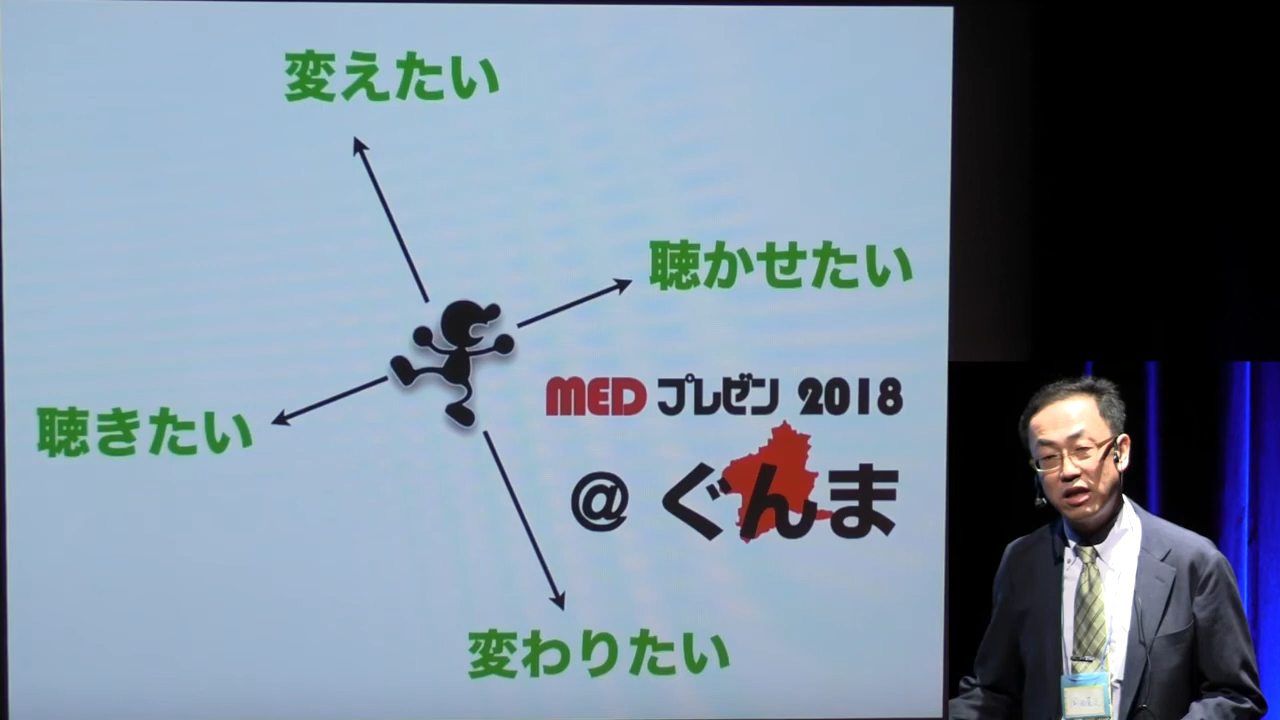 変えたい
聴かせたい
MED プレゼン 2018
聴きたい
@ ぐんま
変わりたい